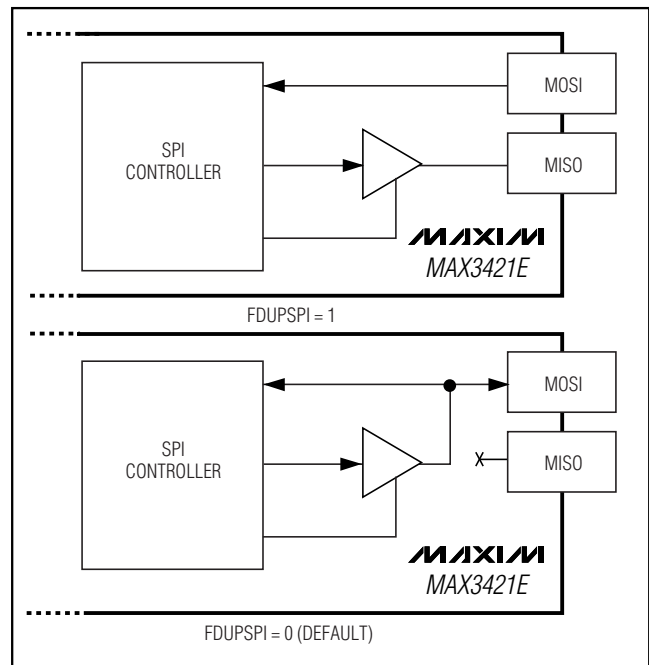 MOSI
SPI
CONTROLLER
MISO
MAXIM
MAX3421E
FDUPSPI = 1
MOSI
SPI
CONTROLLER
X
MISO
MAXIM
MAX3421E
FDUPSPI = 0 (DEFAULT)